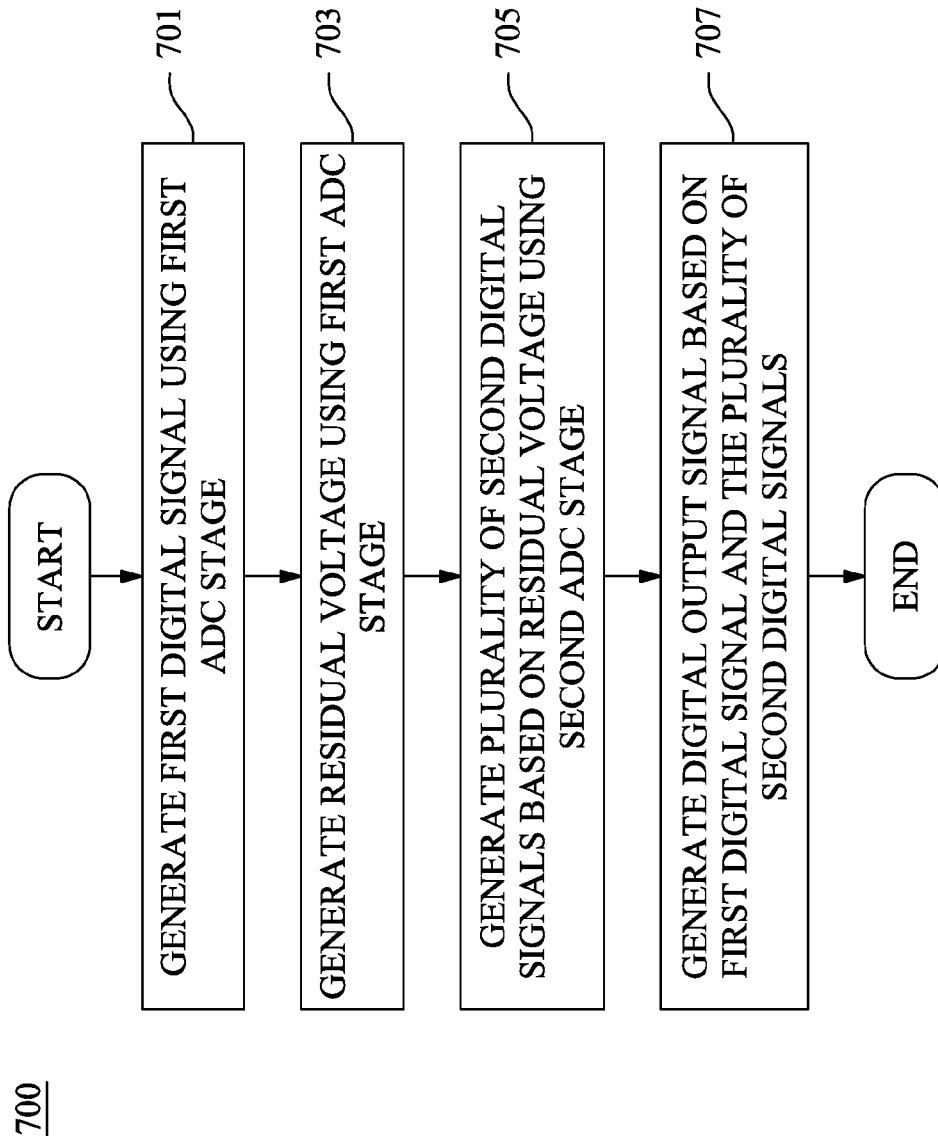 700
START
GENERATE FIRST DIGITAL SIGNAL USING FIRST
ADC STAGE
701
GENERATE RESIDUAL VOLTAGE USING FIRST ADC
STAGE
703
GENERATE PLURALITY OF SECOND DIGITAL
SIGNALS BASED ON RESIDUAL VOLTAGE USING
SECOND ADC STAGE
705
GENERATE DIGITAL OUTPUT SIGNAL BASED ON
FIRST DIGITAL SIGNAL AND THE PLURALITY OF
SECOND DIGITAL SIGNALS
707
END